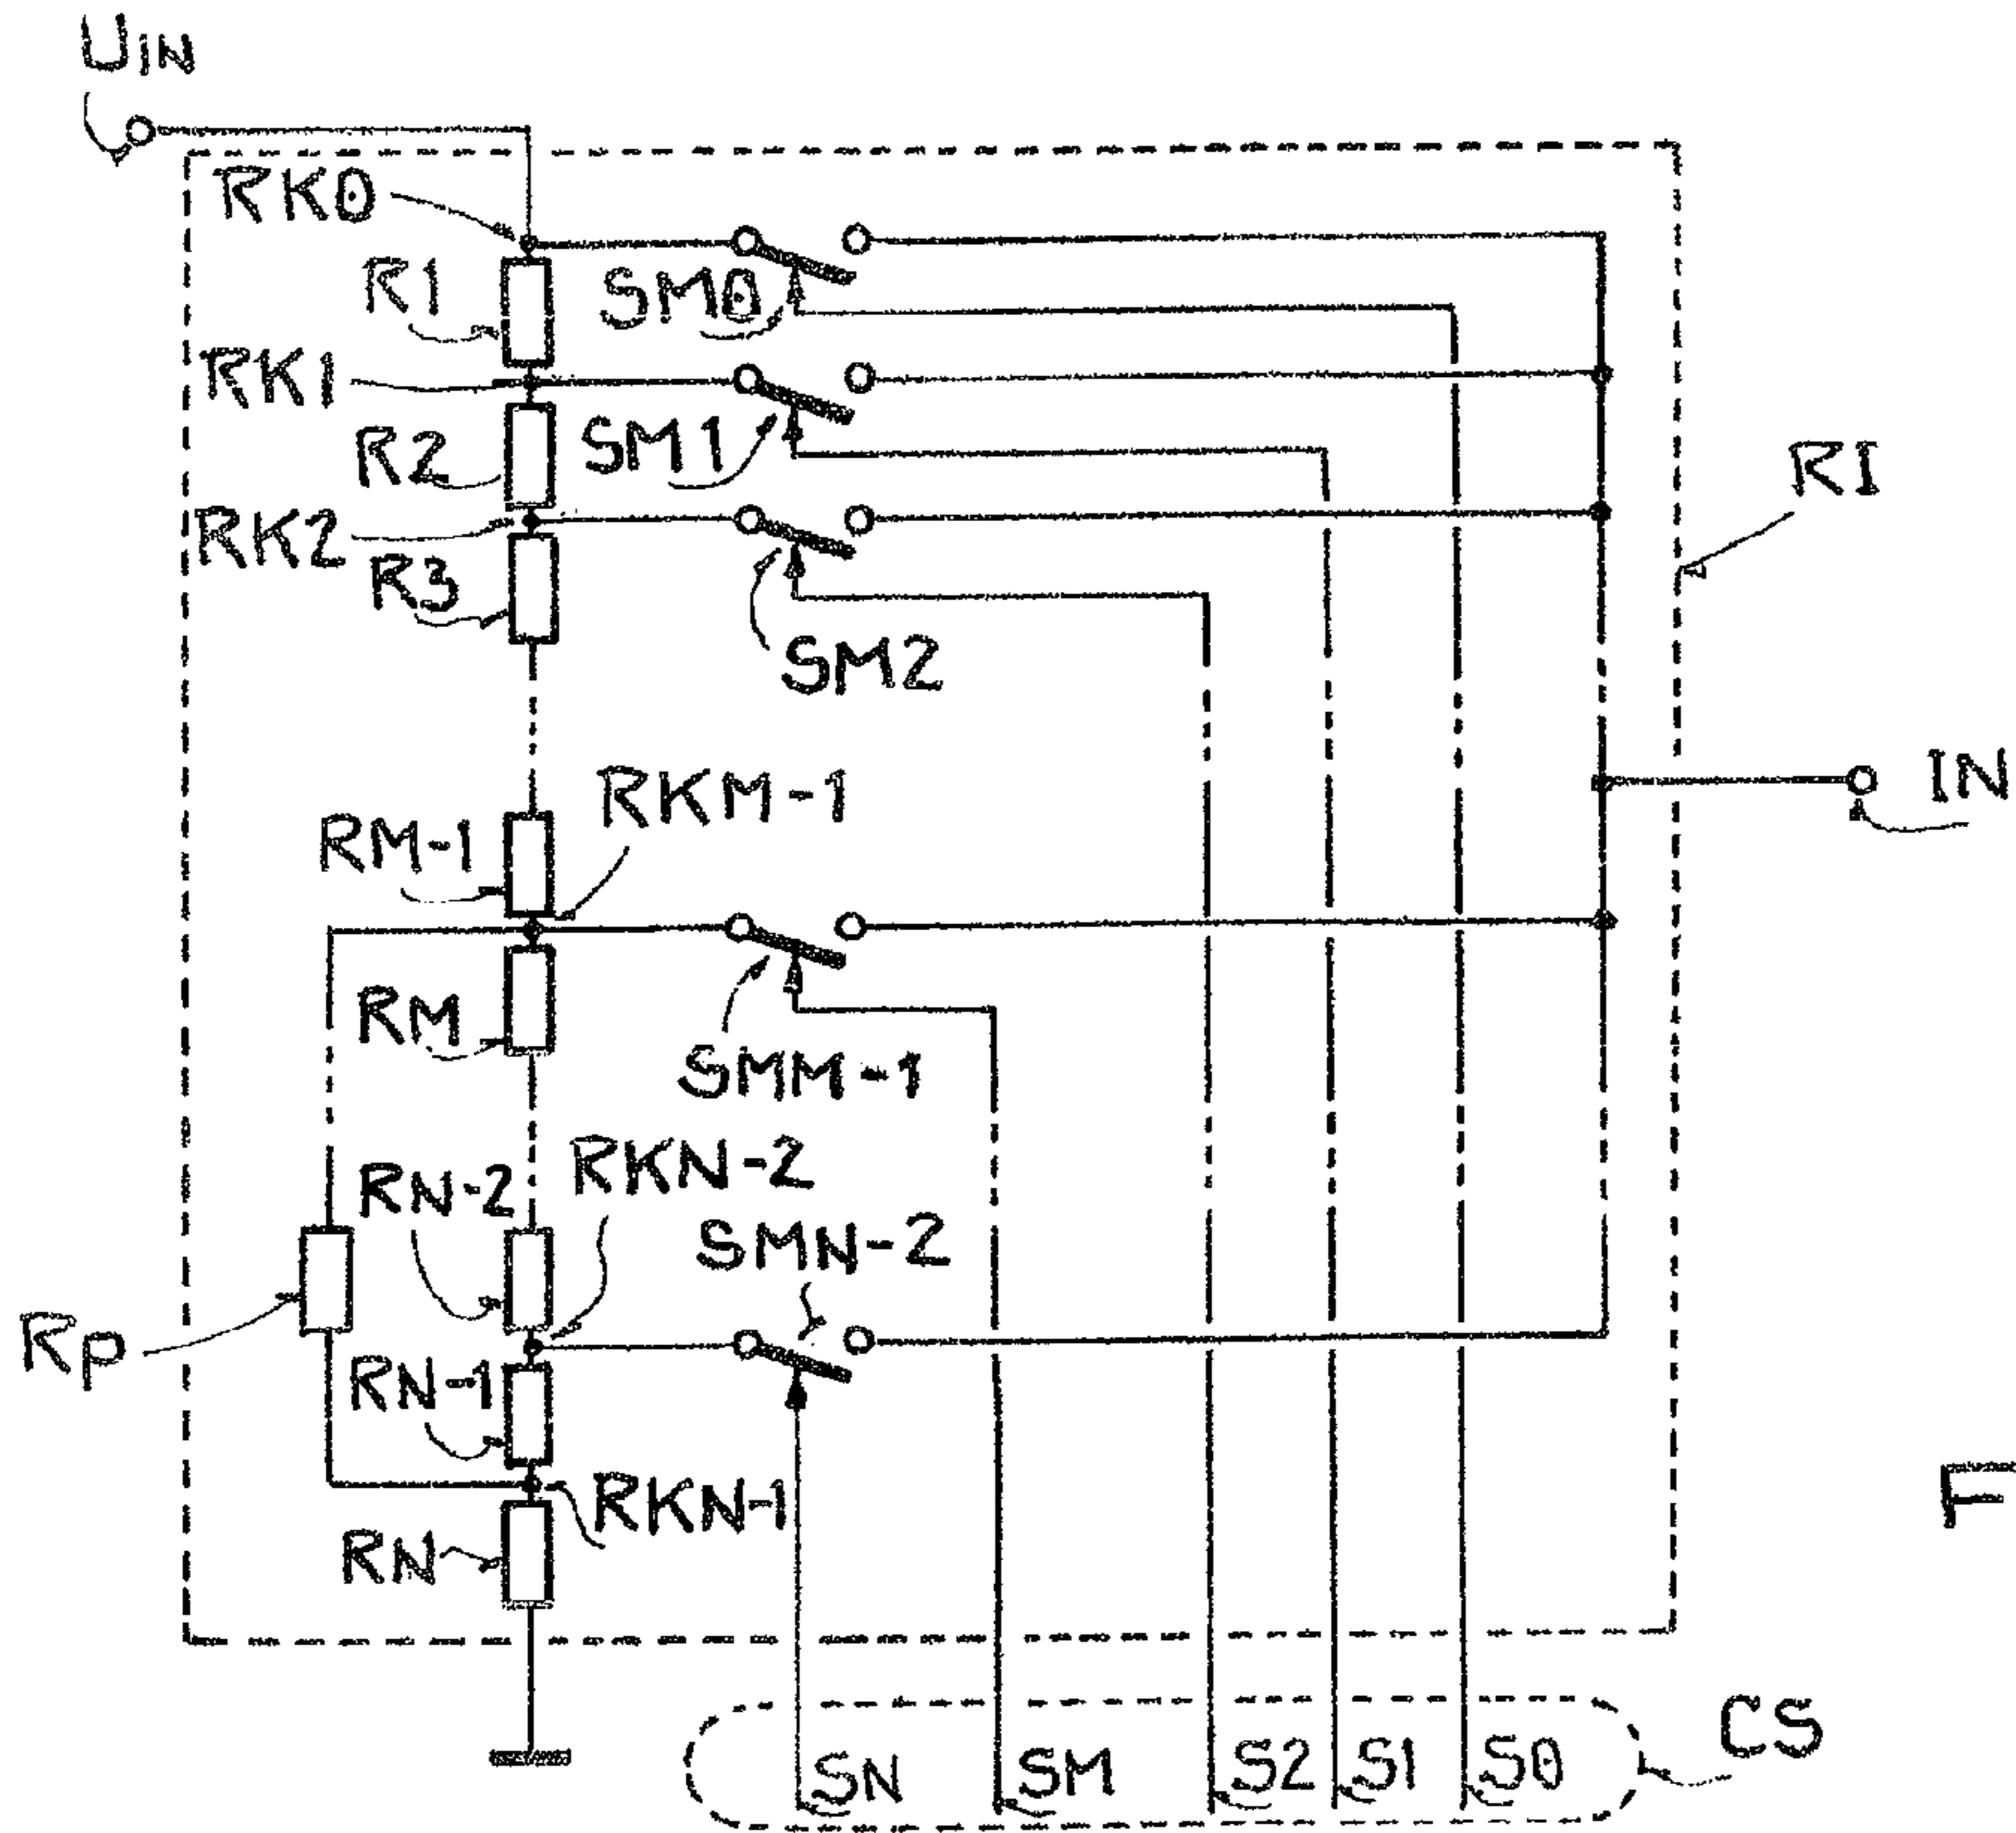 UIN
RK0
R1
SM0
RK1
R2
SM1
RI
RK2
R3
SM2
IN
RKM-1
RM-1
RM
SMM-1
RKN-2
RN-2
SMN-2
Rp
RN-1
RKN-1
RN
F
CS
SN
SM
S2
S1
S0